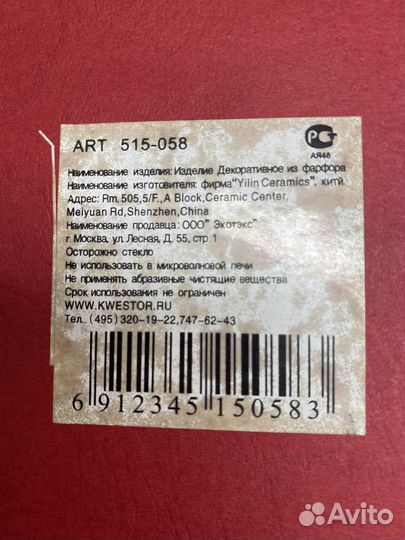 ART 515-058
РСТ
АЯ46
Наименование изделия: Изделие Декоративное из фарфора
Наименование изготовителя: фирма"Yilin Ceramics", китй
Адрес: Rm. 505,5/F., A Block,Ceramic Center,
Meiyuan Rd,Shenzhen,China
Наименование продавца: ООО" Экотэкс"
г Москва, ул. Лесная, Д. 55, стр.1
Осторожно стекло
Не использовать в микроволновой печи
Не применять абразивные чистящие вещества
Срок использования не ограничен
WWW.KWESTOR.RU
Тел.. (495) 320-19-22,747-62-43
6 912345 150583
Avito